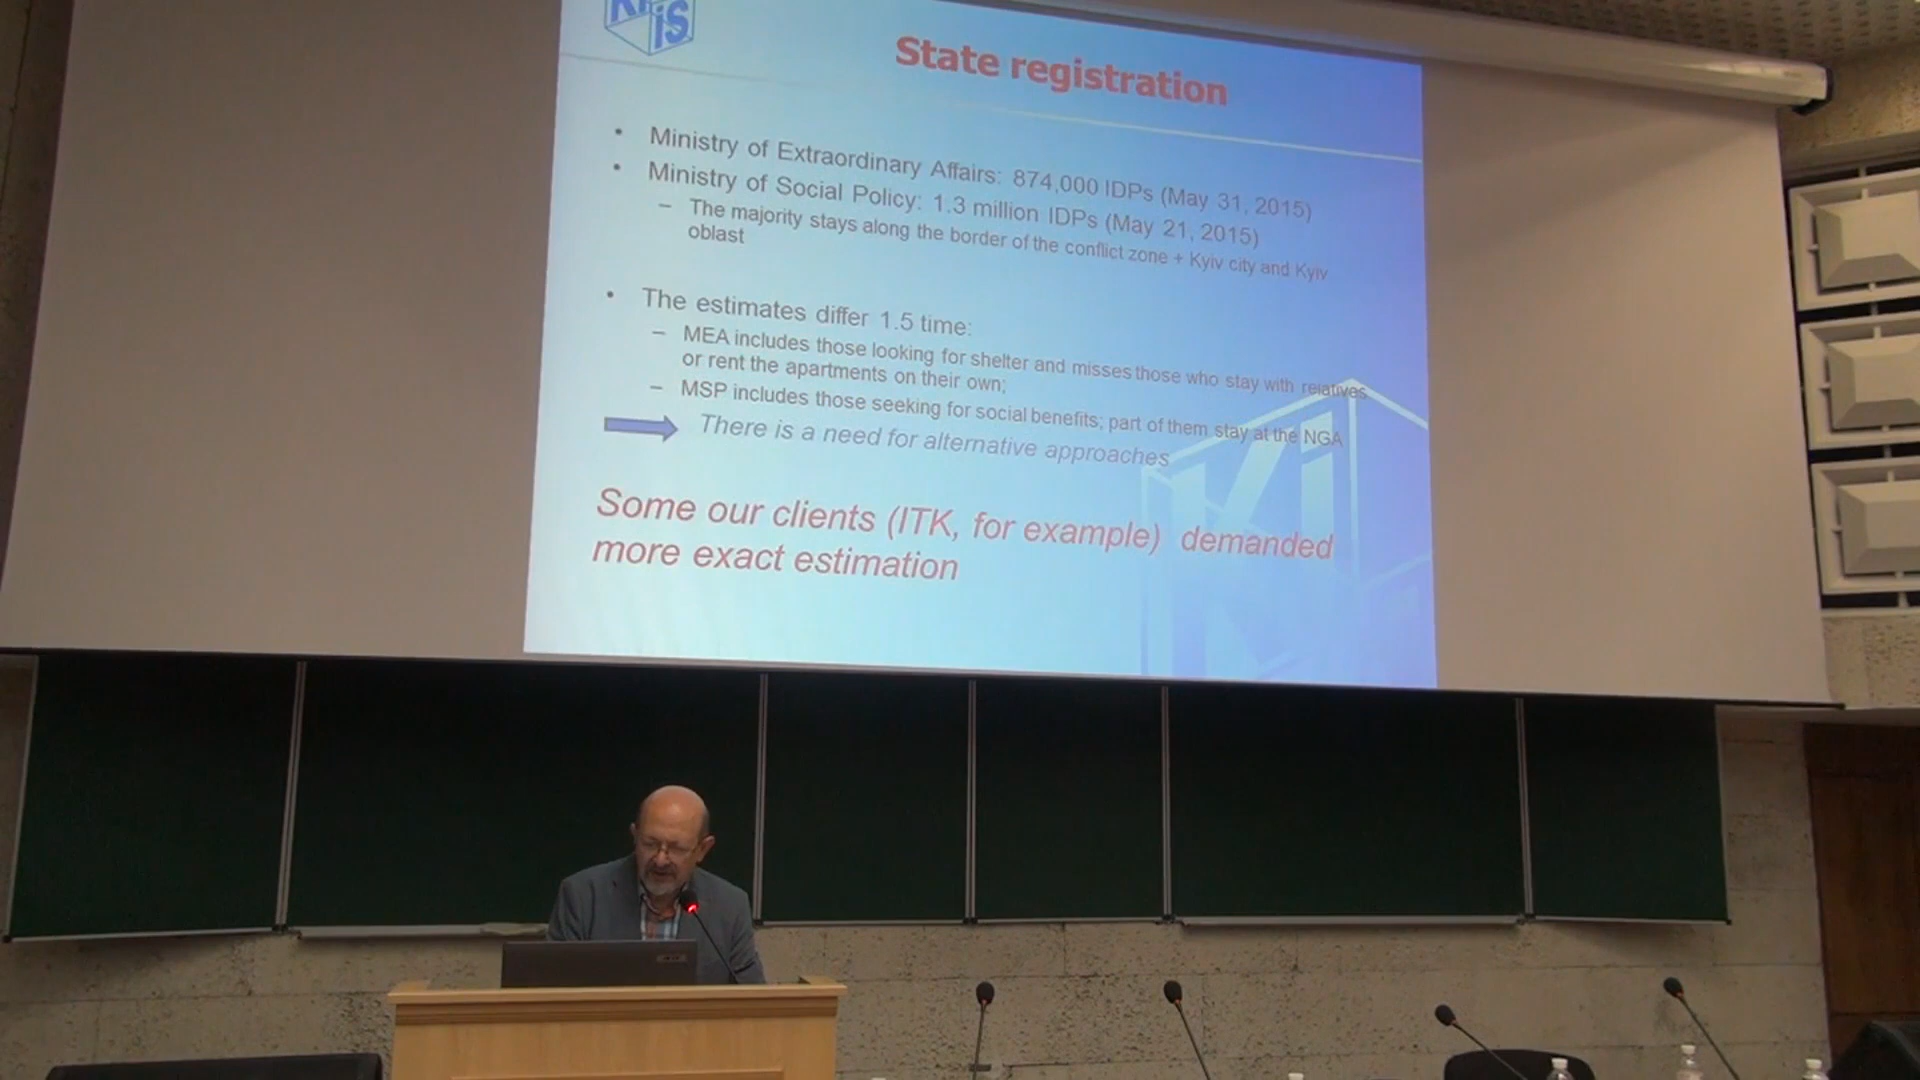 KIIS
State registration
• Ministry of Extraordinary Affairs: 874,000 IDPs (May 31, 2015)
• Ministry of Social Policy: 1.3 million IDPs (May 21, 2015)
– The majority stays along the border of the conflict zone + Kyiv city and Kyiv
oblast
• The estimates differ 1.5 time:
– MEA includes those looking for shelter and misses those who stay with relatives
or rent the apartments on their own;
– MSP includes those seeking for social benefits; part of them stay at the NGA
There is a need for alternative approaches
Some our clients (ITK, for example) demanded
more exact estimation
KI
acer